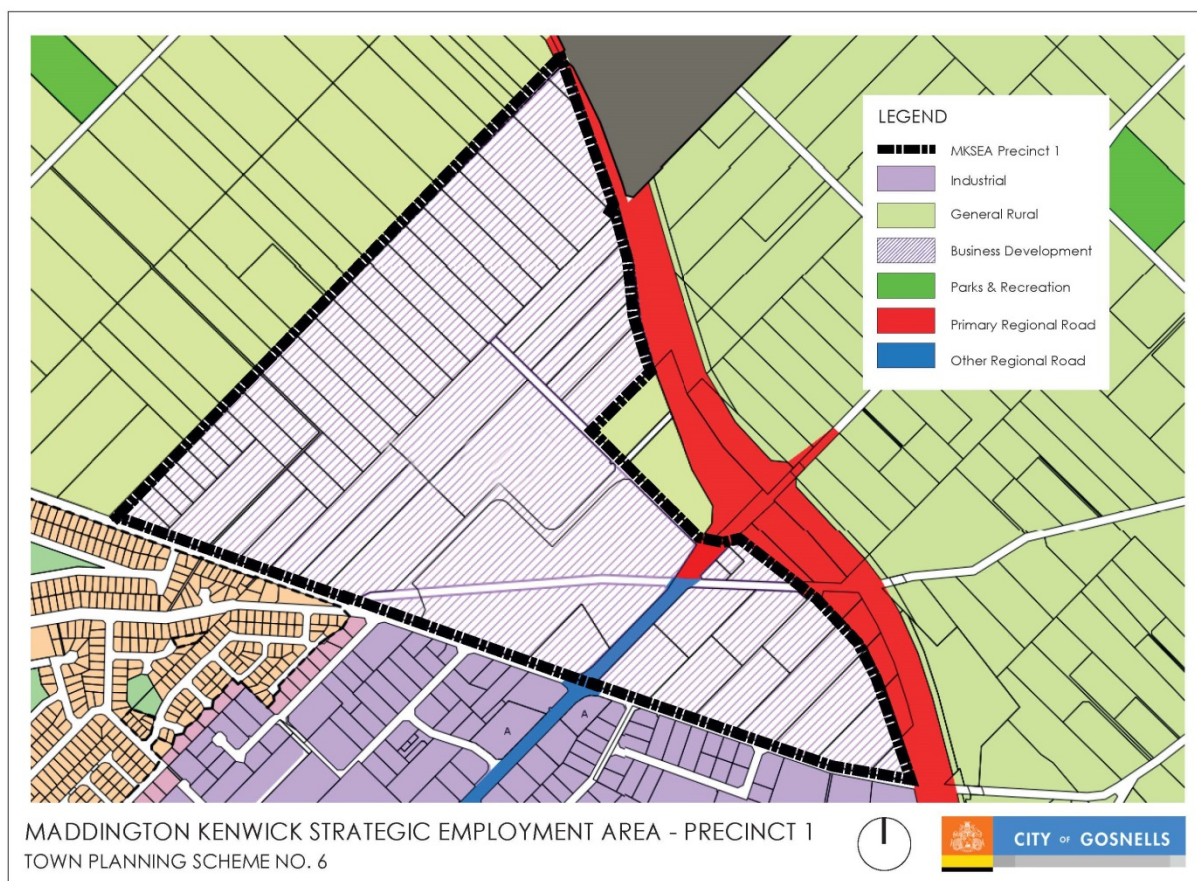 LEGEND
MKSEA Precinct 1
Industrial
General Rural
Business Development
Parks & Recreation
Primary Regional Road
Other Regional Road
A
A
MADDINGTON KENWICK STRATEGIC EMPLOYMENT AREA - PRECINCT 1
TOWN PLANNING SCHEME NO. 6
CITY OF GOSNELLS